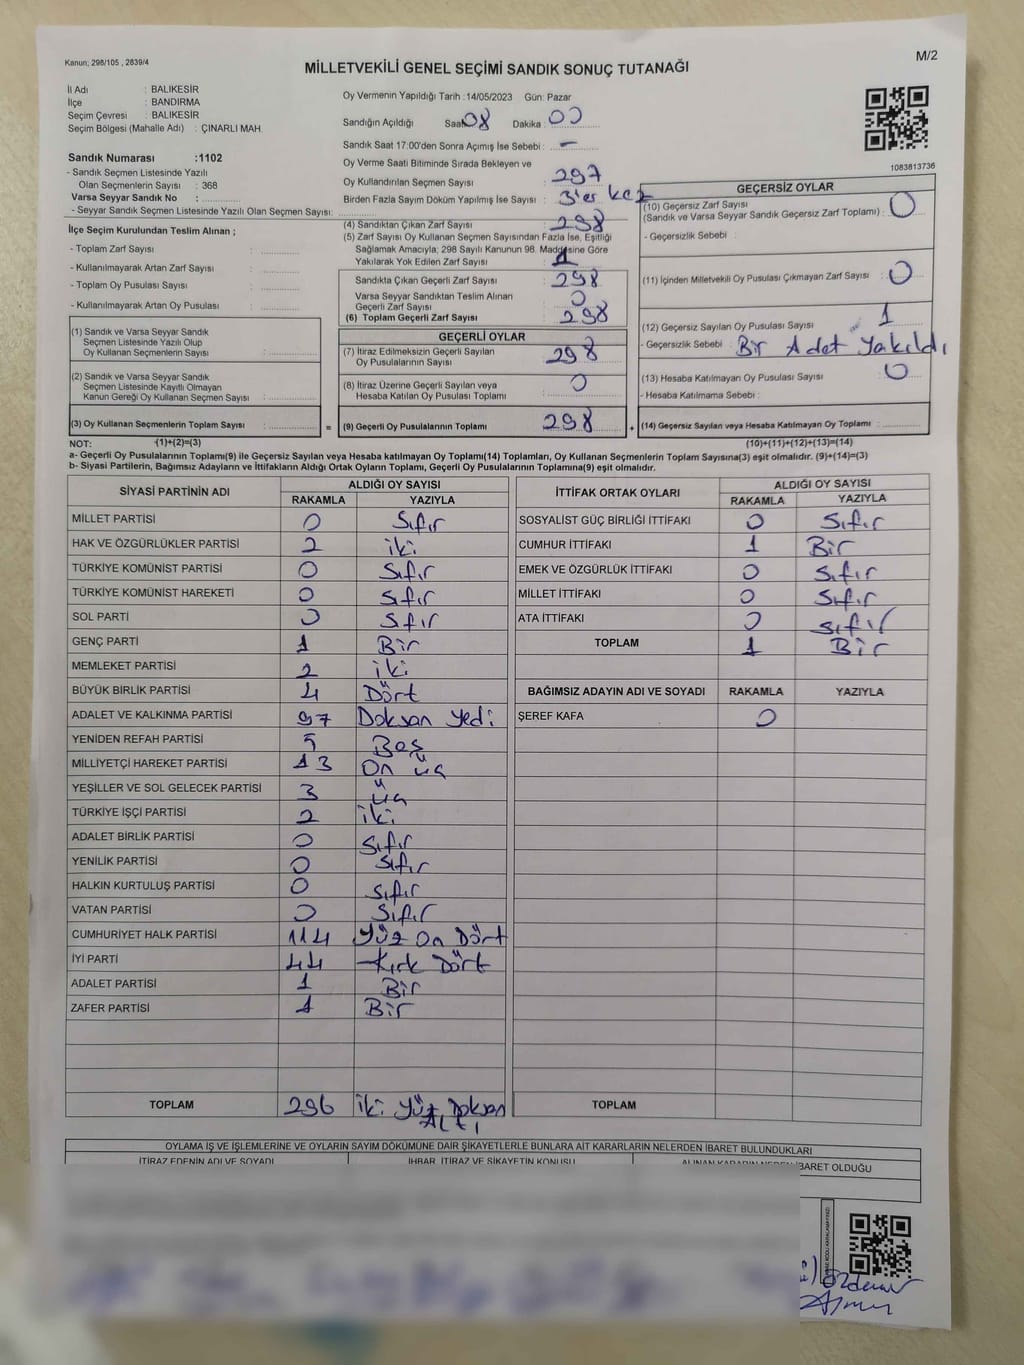 Kanun; 298/105 , 2839/4
M/2
MİLLETVEKİLİ GENEL SEÇİMİ SANDIK SONUÇ TUTANAĞI
İl Adı : BALIKESİR
İlçe : BANDIRMA
Seçim Çevresi : BALIKESİR
Seçim Bölgesi (Mahalle Adı) : ÇINARLI MAH.
Sandık Numarası :1102
- Sandık Seçmen Listesinde Yazılı
Olan Seçmenlerin Sayısı : 368
Varsa Seyyar Sandık No :
- Seyyar Sandık Seçmen Listesinde Yazılı Olan Seçmen Sayısı:
Oy Vermenin Yapıldığı Tarih :14/05/2023 Gün: Pazar
Sandığın Açıldığı Saat 08 Dakika : 00
Sandık Saat 17:00'den Sonra Açımış İse Sebebi : -
Oy Verme Saati Bitiminde Sırada Bekleyen ve
Oy Kullandırılan Seçmen Sayısı : 297
Birden Fazla Sayım Döküm Yapılmış İse Sayısı : 3'er kez
1083813736
İlçe Seçim Kurulundan Teslim Alınan ;
- Toplam Zarf Sayısı :
- Kullanılmayarak Artan Zarf Sayısı :
- Toplam Oy Pusulası Sayısı :
- Kullanılmayarak Artan Oy Pusulası :
(1) Sandık ve Varsa Seyyar Sandık
Seçmen Listesinde Yazılı Olup
Oy Kullanan Seçmenlerin Sayısı :
(2) Sandık ve Varsa Seyyar Sandık
Seçmen Listesinde Kayıtlı Olmayan
Kanun Gereği Oy Kullanan Seçmen Sayısı :
(3) Oy Kullanan Seçmenlerin Toplam Sayısı :
(4) Sandıktan Çıkan Zarf Sayısı : 298
(5) Zarf Sayısı Oy Kullanan Seçmen Sayısından Fazla İse, Eşitliği
Sağlamak Amacıyla; 298 Sayılı Kanunun 98. Maddesine Göre
Yakılarak Yok Edilen Zarf Sayısı : 1
Sandıkta Çıkan Geçerli Zarf Sayısı : 298
Varsa Seyyar Sandıktan Teslim Alınan
Geçerli Zarf Sayısı : 0
(6) Toplam Geçerli Zarf Sayısı : 298
GEÇERLİ OYLAR
(7) İtiraz Edilmeksizin Geçerli Sayılan
Oy Pusulalarının Sayısı : 298
(8) İtiraz Üzerine Geçerli Sayılan veya
Hesaba Katılan Oy Pusulası Toplamı : 0
= (9) Geçerli Oy Pusulalarının Toplamı : 298 +
GEÇERSİZ OYLAR
(10) Geçersiz Zarf Sayısı
(Sandık ve Varsa Seyyar Sandık Geçersiz Zarf Toplamı) : 0
- Geçersizlik Sebebi :
(11) İçinden Milletvekili Oy Pusulası Çıkmayan Zarf Sayısı : 0
(12) Geçersiz Sayılan Oy Pusulası Sayısı : 1
- Geçersizlik Sebebi : Bir Adet Yakıldı
(13) Hesaba Katılmayan Oy Pusulası Sayısı : 0
- Hesaba Katılmama Sebebi :
(14) Geçersiz Sayılan veya Hesaba Katılmayan Oy Toplamı :
NOT: (1)+(2)=(3) (10)+(11)+(12)+(13)=(14)
a- Geçerli Oy Pusulalarının Toplamı(9) ile Geçersiz Sayılan veya Hesaba katılmayan Oy Toplamı(14) Toplamları, Oy Kullanan Seçmenlerin Toplam Sayısına(3) eşit olmalıdır. (9)+(14)=(3)
b- Siyasi Partilerin, Bağımsız Adayların ve İttifakların Aldığı Ortak Oyların Toplamı, Geçerli Oy Pusulalarının Toplamına(9) eşit olmalıdır.
SİYASİ PARTİNİN ADI ALDIĞI OY SAYISI
RAKAMLA YAZIYLA
MİLLET PARTİSİ 0 Sıfır
HAK VE ÖZGÜRLÜKLER PARTİSİ 2 iki
TÜRKİYE KOMÜNİST PARTİSİ 0 Sıfır
TÜRKİYE KOMÜNİST HAREKETİ 0 Sıfır
SOL PARTİ 0 Sıfır
GENÇ PARTİ 1 Bir
MEMLEKET PARTİSİ 2 iki
BÜYÜK BİRLİK PARTİSİ 4 Dört
ADALET VE KALKINMA PARTİSİ 97 Doksan Yedi
YENİDEN REFAH PARTİSİ 5 Beş
MİLLİYETÇİ HAREKET PARTİSİ 13 On üç
YEŞİLLER VE SOL GELECEK PARTİSİ 3 üç
TÜRKİYE İŞÇİ PARTİSİ 2 iki
ADALET BİRLİK PARTİSİ 0 Sıfır
YENİLİK PARTİSİ 0 Sıfır
HALKIN KURTULUŞ PARTİSİ 0 Sıfır
VATAN PARTİSİ 0 Sıfır
CUMHURİYET HALK PARTİSİ 114 Yüz On Dört
İYİ PARTİ 44 Kırk Dört
ADALET PARTİSİ 1 Bir
ZAFER PARTİSİ 1 Bir
TOPLAM 296 iki Yüz Doksan
ALTI
İTTİFAK ORTAK OYLARI ALDIĞI OY SAYISI
RAKAMLA YAZIYLA
SOSYALİST GÜÇ BİRLİĞİ İTTİFAKI 0 Sıfır
CUMHUR İTTİFAKI 1 Bir
EMEK VE ÖZGÜRLÜK İTTİFAKI 0 Sıfır
MİLLET İTTİFAKI 0 Sıfır
ATA İTTİFAKI 0 Sıfır
TOPLAM 1 Bir
BAĞIMSIZ ADAYIN ADI VE SOYADI RAKAMLA YAZIYLA
ŞEREF KAFA 0
TOPLAM
OYLAMA İŞ VE İŞLEMLERİNE VE OYLARIN SAYIM DÖKÜMÜNE DAİR ŞİKAYETLERLE BUNLARA AİT KARARLARIN NELERDEN İBARET BULUNDUKLARI
İTİRAZ EDENİN ADI VE SOYADI İHBAR, İTİRAZ VE ŞİKAYETİN KONUSU ALINAN KARARIN NEDEN İBARET OLDUĞU